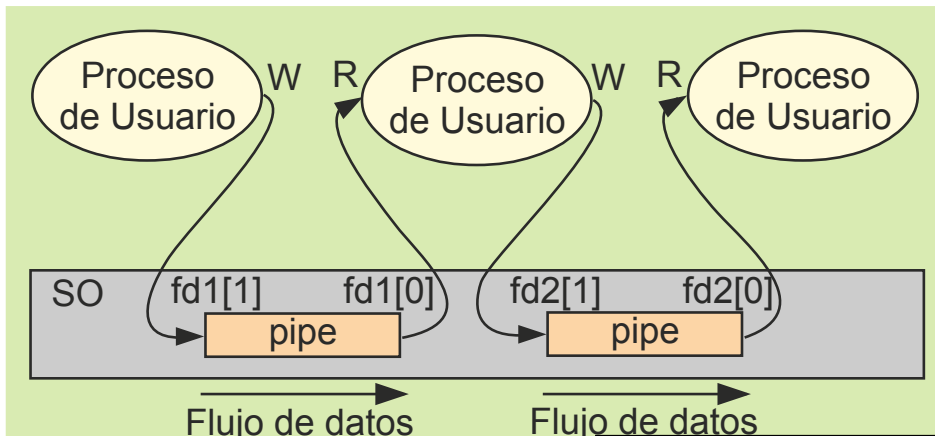 Proceso
de Usuario
W
R
Proceso
de Usuario
W
R
Proceso
de Usuario
SO
fd1[1]
fd1[0]
fd2[1]
fd2[0]
pipe
pipe
Flujo de datos
Flujo de datos